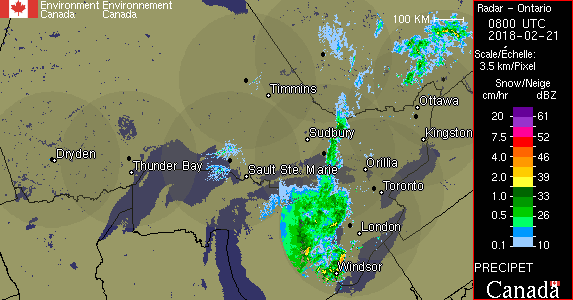 Environment Environnement
Canada Canada
100 KM
Timmins
Ottawa
Sudbury
Kingston
Dryden
Thunder Bay
Sault Ste. Marie
Orillia
Toronto
London
Windsor
Radar - Ontario
0800 UTC
2018-02-21
Scale/Échelle:
3.5 km/Pixel
Snow/Neige
cm/hr dBZ
20 61
7.5 52
4.0 46
2.0 39
1.0 33
0.5 26
0.1 10
PRECIPET
Canada